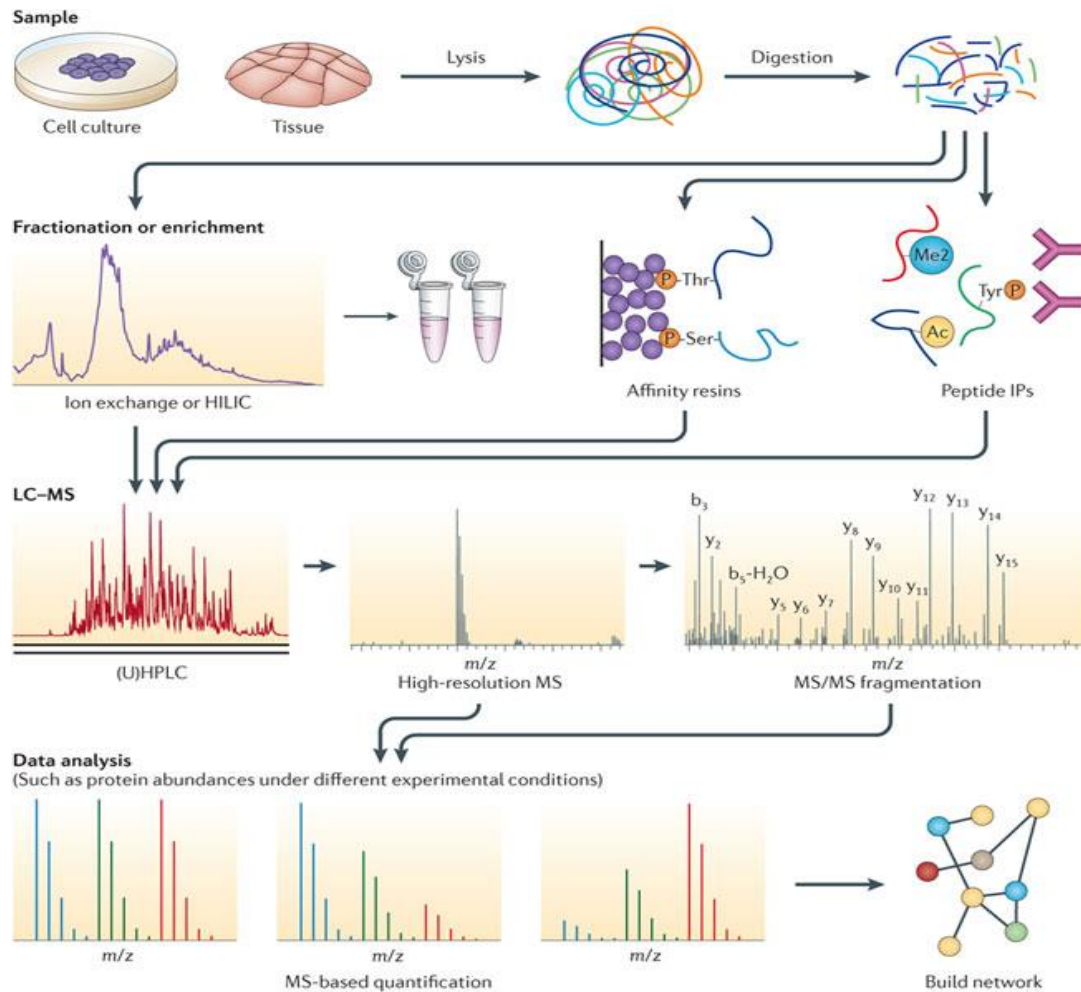 Sample
Lysis
Digestion
Cell culture
Tissue
Fractionation or enrichment
Me2
P
Thr
Tyr
P
Ac
P
Ser
Ion exchange or HILIC
Affinity resins
Peptide IPs
LC–MS
b3
y2
b5-H2O
y5
y6
y7
y8
y9
y10
y11
y12
y13
y14
y15
(U)HPLC
m/z
High-resolution MS
m/z
MS/MS fragmentation
Data analysis
(Such as protein abundances under different experimental conditions)
m/z
m/z
m/z
MS-based quantification
Build network